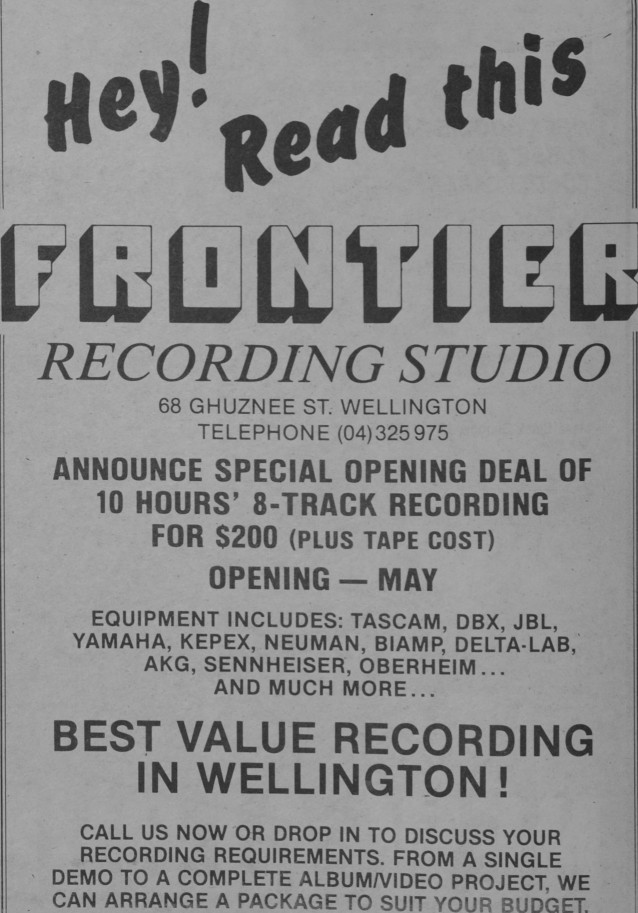 Hey!
Read this
FRONTIER
RECORDING STUDIO
68 GHUZNEE ST. WELLINGTON
TELEPHONE (04)325 975
ANNOUNCE SPECIAL OPENING DEAL OF
10 HOURS' 8-TRACK RECORDING
FOR $200 (PLUS TAPE COST)
OPENING — MAY
EQUIPMENT INCLUDES: TASCAM, DBX, JBL,
YAMAHA, KEPEX, NEUMAN, BIAMP, DELTA-LAB,
AKG, SENNHEISER, OBERHEIM...
AND MUCH MORE...
BEST VALUE RECORDING
IN WELLINGTON!
CALL US NOW OR DROP IN TO DISCUSS YOUR
RECORDING REQUIREMENTS. FROM A SINGLE
DEMO TO A COMPLETE ALBUM/VIDEO PROJECT, WE
CAN ARRANGE A PACKAGE TO SUIT YOUR BUDGET.